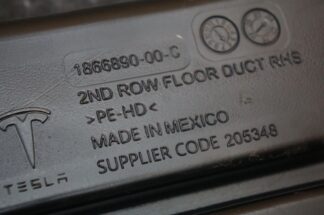 1866890-00-C
2ND ROW FLOOR DUCT RHS
>PE-HD<
MADE IN MEXICO
SUPPLIER CODE 205348
TESLA